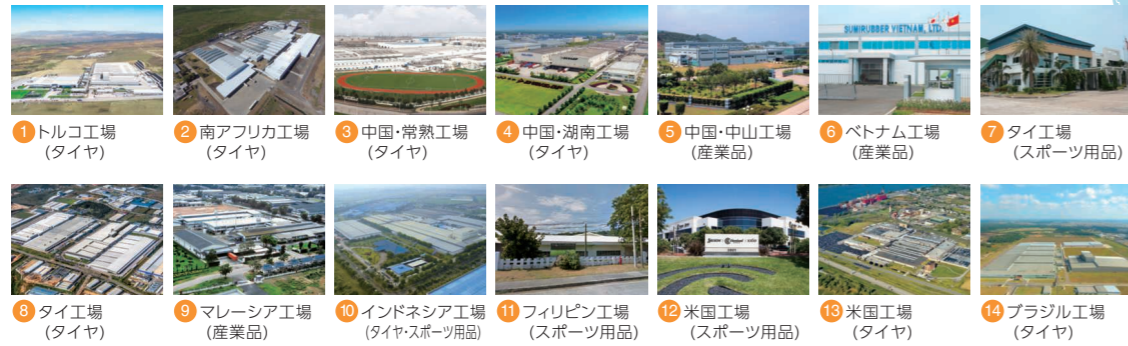 SUMIRUBBER VIETNAM, LTD.
1 トルコ工場
(タイヤ)
2 南アフリカ工場
(タイヤ)
3 中国・常熟工場
(タイヤ)
4 中国・湖南工場
(タイヤ)
5 中国・中山工場
(産業品)
6 ベトナム工場
(産業品)
7 タイ工場
(スポーツ用品)
8 タイ工場
(タイヤ)
9 マレーシア工場
(産業品)
10 インドネシア工場
(タイヤ・スポーツ用品)
11 フィリピン工場
(スポーツ用品)
12 米国工場
(スポーツ用品)
13 米国工場
(タイヤ)
14 ブラジル工場
(タイヤ)